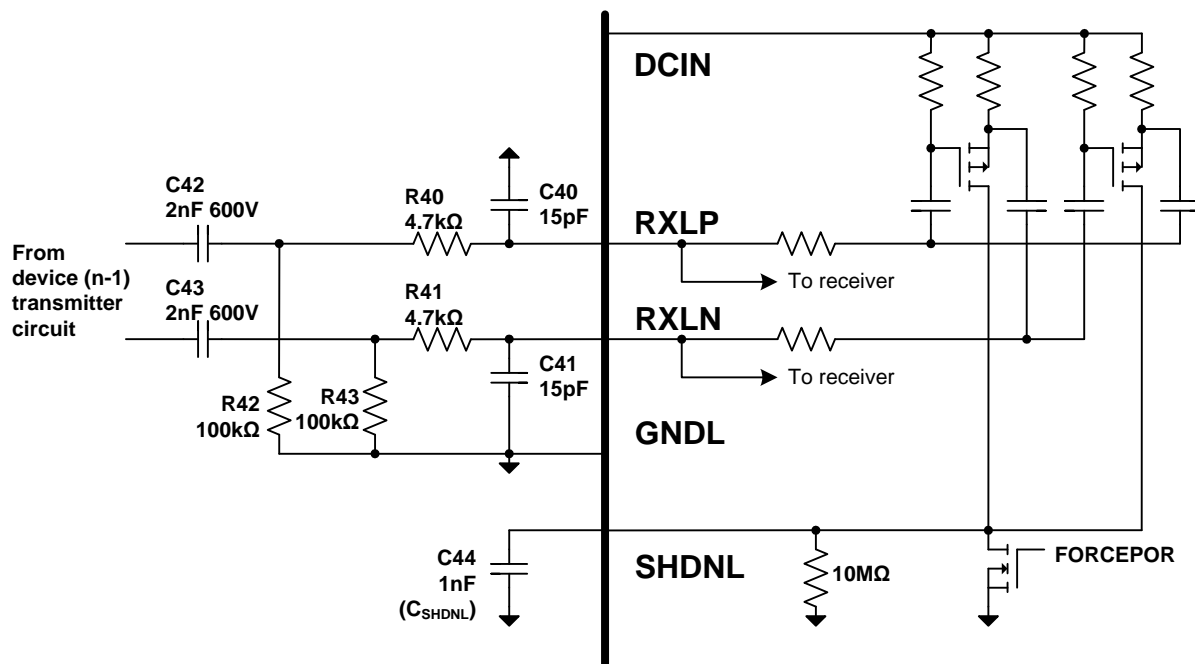 DCIN
C42
2nF 600V
R40
4.7kΩ
C40
15pF
RXLP
To receiver
From
device (n-1)
transmitter
circuit
C43
2nF 600V
R41
4.7kΩ
RXLN
To receiver
C41
15pF
R42
100kΩ
R43
100kΩ
GNDL
C44
1nF
(CSHDNL)
SHDNL
10MΩ
FORCEPOR